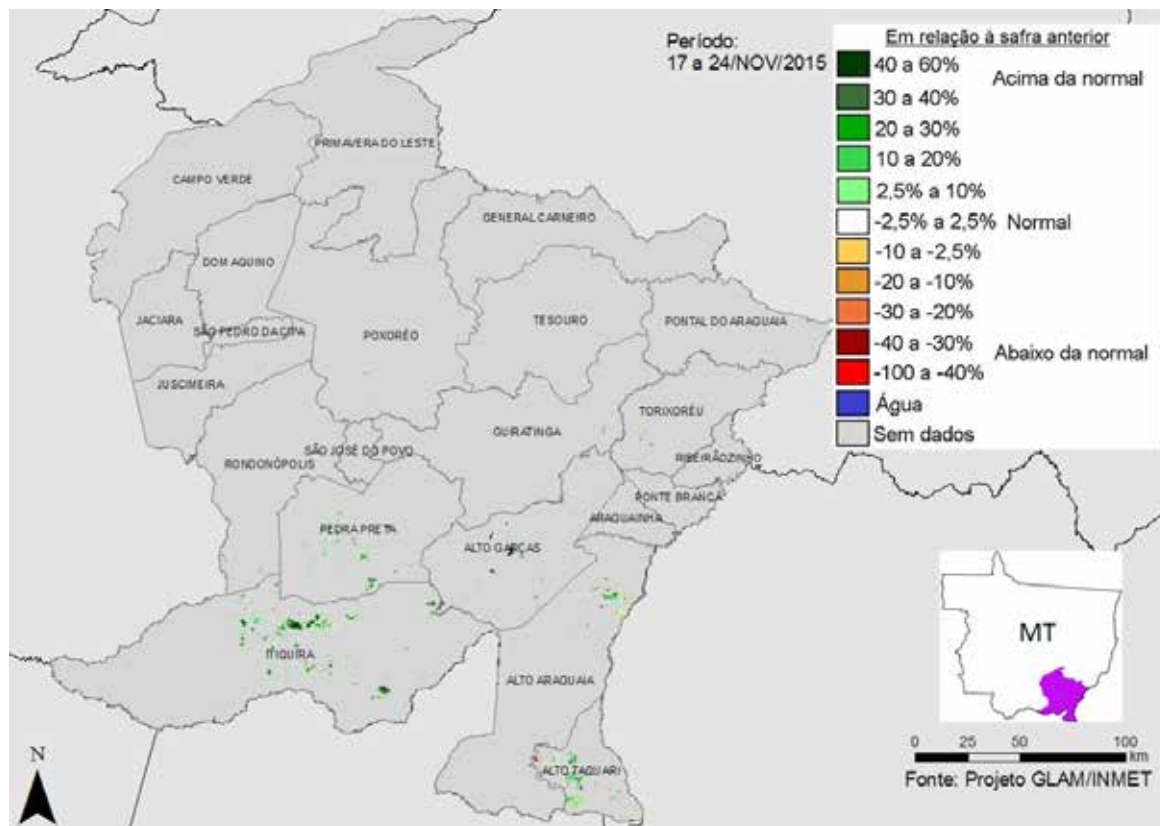 Período:
17 a 24/NOV/2015
Em relação à safra anterior
40 a 60%
Acima da normal
30 a 40%
20 a 30%
10 a 20%
2,5% a 10%
-2,5% a 2,5%
Normal
-10 a -2,5%
-20 a -10%
-30 a -20%
-40 a -30%
Abaixo da normal
-100 a -40%
Água
Sem dados
PRIMAVERA DO LESTE
CAMPO VERDE
GENERAL CARNEIRO
DOM AQUINO
JACIARA
SÃO PEDRO DA CIPA
POXORÉO
TESOURO
PONTAL DO ARAGUAIA
JUSCIMEIRA
TORIXORÉU
GUIRATINGA
SÃO JOSÉ DO POVO
RONDONÓPOLIS
RIBEIRÃOZINHO
PONTE BRANCA
ARAGUAINHA
PEDRA PRETA
ALTO GARÇAS
ITIQUIRA
ALTO ARAGUAIA
ALTO TAQUARI
MT
N
0 25 50 100
km
Fonte: Projeto GLAM/INMET